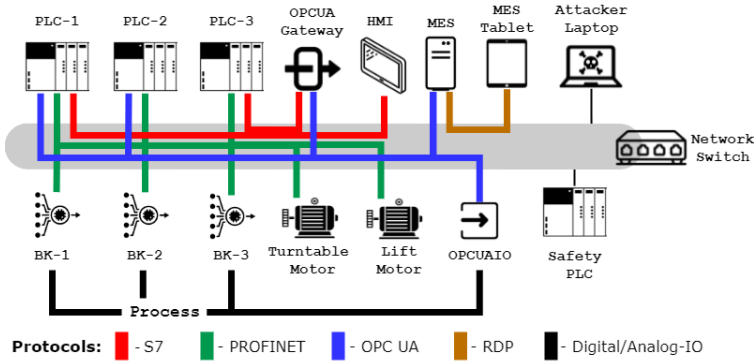 PLC-1
PLC-2
PLC-3
OPCUA
Gateway
HMI
MES
MES
Tablet
Attacker
Laptop
Network
Switch
BK-1
BK-2
BK-3
Turntable
Motor
Lift
Motor
OPCUAIO
Safety
PLC
Process
Protocols: - S7 - PROFINET - OPC UA - RDP - Digital/Analog-IO